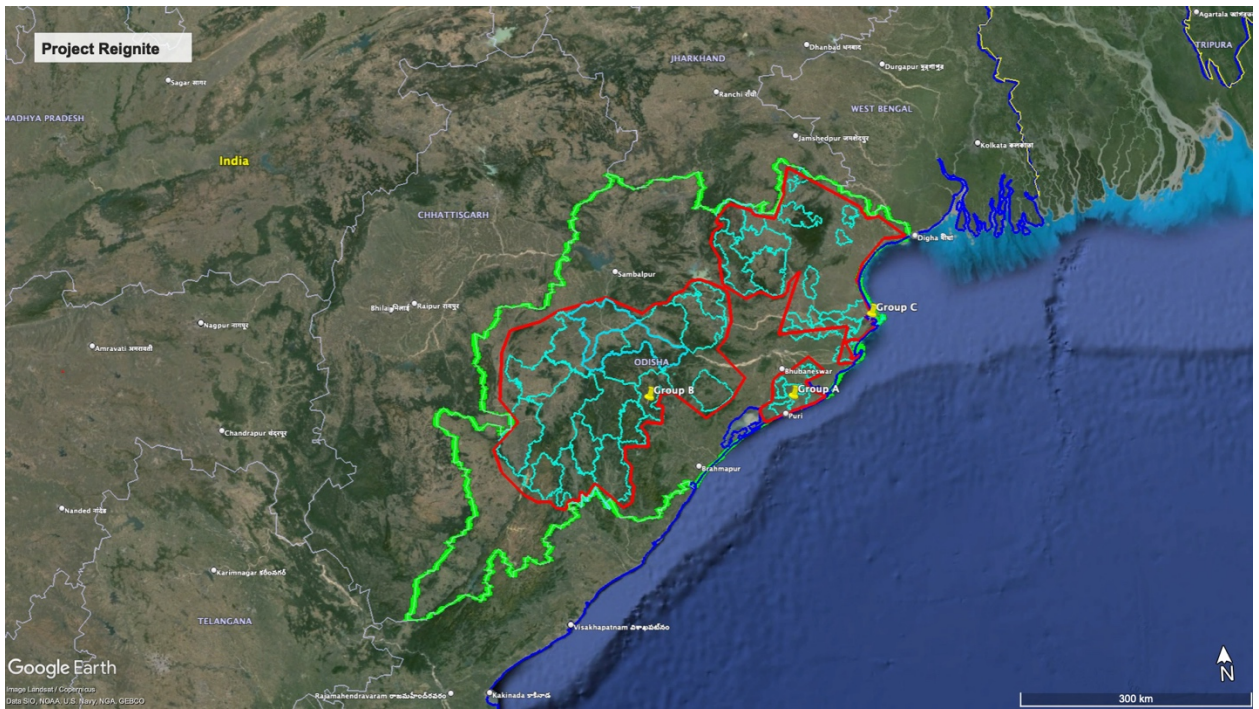 Project Reignite
Agartala
TRIPURA
Dhanbad धनबाद
JHARKHAND
Durgapur দুর্গাপুর
Sagar सागर
Ranchi राँची
WEST BENGAL
MADHYA PRADESH
Jamshedpur जमशेदपुर
Kolkata কলকাতা
India
CHHATTISGARH
Digha দীঘা
Sambalpur
Bhilai भिलाई
Raipur रायपुर
Group C
Nagpur नागपूर
Amravati अमरावती
ODISHA
Bhubaneswar
Group B
Group A
Puri
Chandrapur चंद्रपूर
Brahmapur
Nanded नांदेड
Karimnagar కరీంనగర్
TELANGANA
Visakhapatnam విశాఖపట్నం
Google Earth
Image Landsat / Copernicus
Rajamahendravaram రాజమహేంద్రవరం
Kakinada కాకినాడ
Data SIO, NOAA, U.S. Navy, NGA, GEBCO
N
300 km